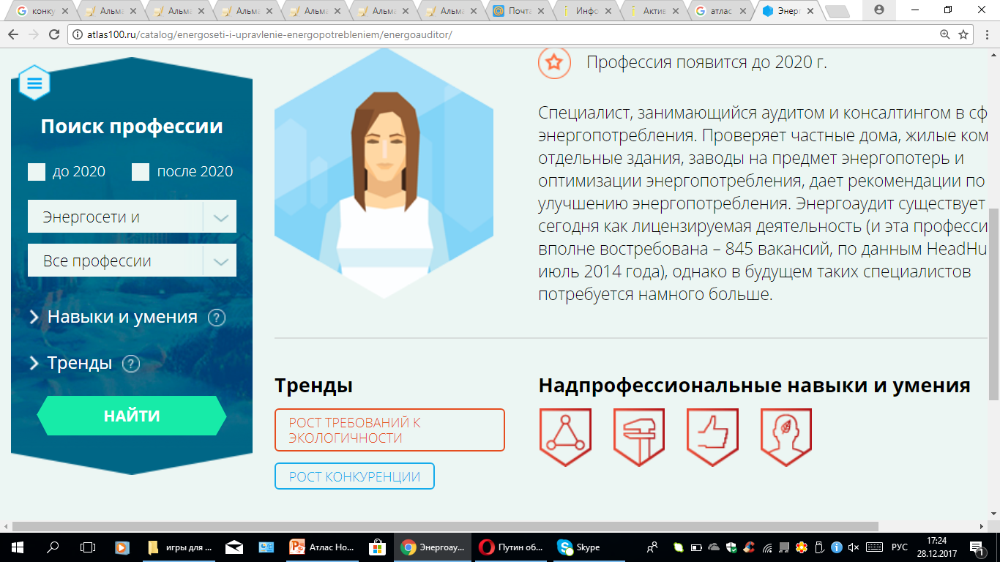 конку
Альма
Альма
Альма
Альма
Альма
Альма
Почта
Инфо
Актив
атлас
Энерг
atlas100.ru/catalog/energoseti-i-upravlenie-energopotrebleniem/energoauditor/
Поиск профессии
до 2020 после 2020
Энергосети и
Все профессии
Навыки и умения ?
Тренды ?
НАЙТИ
Профессия появится до 2020 г.
Специалист, занимающийся аудитом и консалтингом в сф
энергопотребления. Проверяет частные дома, жилые ком
отдельные здания, заводы на предмет энергопотерь и
оптимизации энергопотребления, дает рекомендации по
улучшению энергопотребления. Энергоаудит существует
сегодня как лицензируемая деятельность (и эта професси
вполне востребована – 845 вакансий, по данным HeadHu
июль 2014 года), однако в будущем таких специалистов
потребуется намного больше.
Тренды
РОСТ ТРЕБОВАНИЙ К
ЭКОЛОГИЧНОСТИ
РОСТ КОНКУРЕНЦИИ
Надпрофессиональные навыки и умения
игры для ...
Атлас Но...
Энергоау...
Путин об...
Skype
РУС
17:24
28.12.2017
1